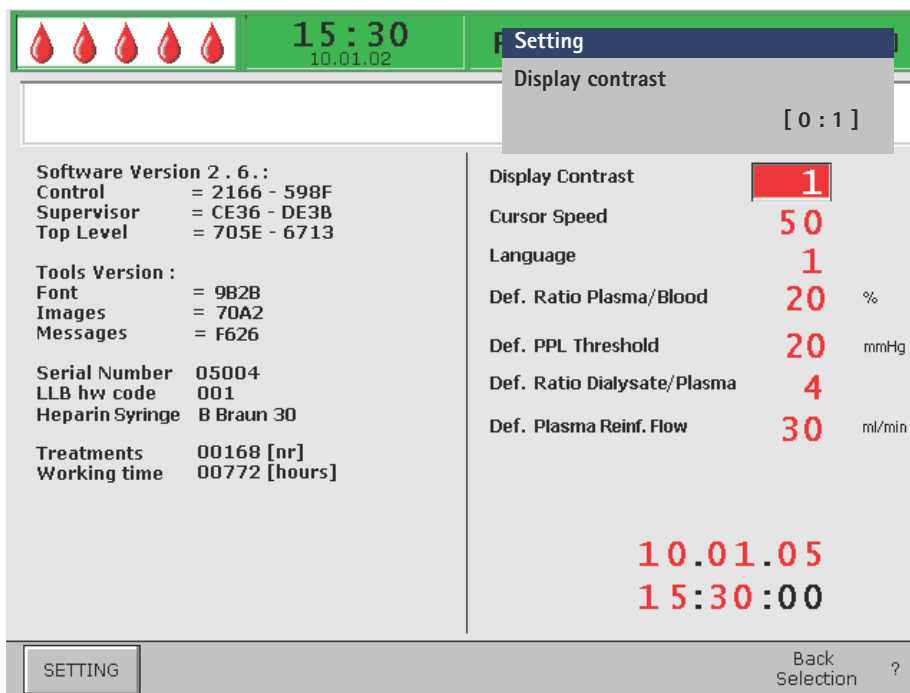 15:30
10.01.02
Setting
Display contrast
[ 0 : 1 ]
Software Version 2 . 6 . :
Control = 2166 - 598F
Supervisor = CE36 - DE3B
Top Level = 705E - 6713
Tools Version :
Font = 9B2B
Images = 70A2
Messages = F626
Serial Number 05004
LLB hw code 001
Heparin Syringe B Braun 30
Treatments 00168 [nr]
Working time 00772 [hours]
Display Contrast 1
Cursor Speed 50
Language 1
Def. Ratio Plasma/Blood 20 %
Def. PPL Threshold 20 mmHg
Def. Ratio Dialysate/Plasma 4
Def. Plasma Reinf. Flow 30 ml/min
10.01.05
15:30:00
SETTING
Back
Selection
?